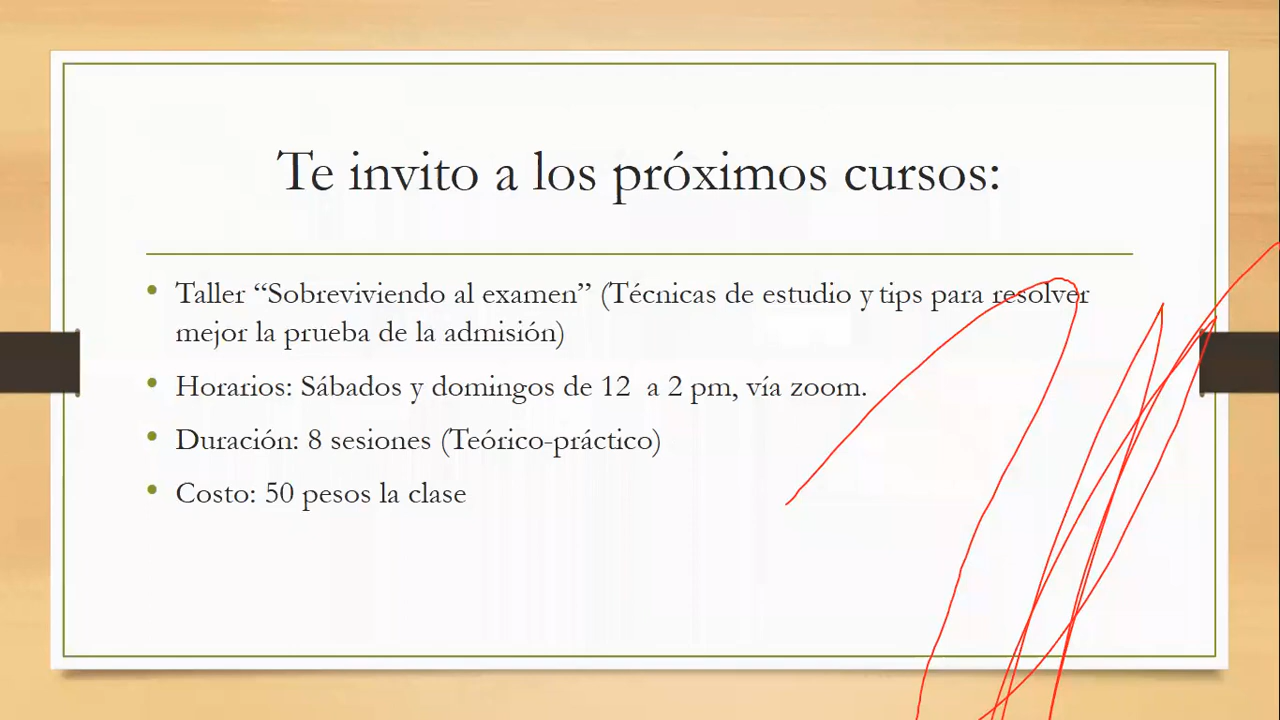 Te invito a los próximos cursos:
• Taller “Sobreviviendo al examen” (Técnicas de estudio y tips para resolver
mejor la prueba de la admisión)
• Horarios: Sábados y domingos de 12  a 2 pm, vía zoom.
• Duración: 8 sesiones (Teórico-práctico)
• Costo: 50 pesos la clase